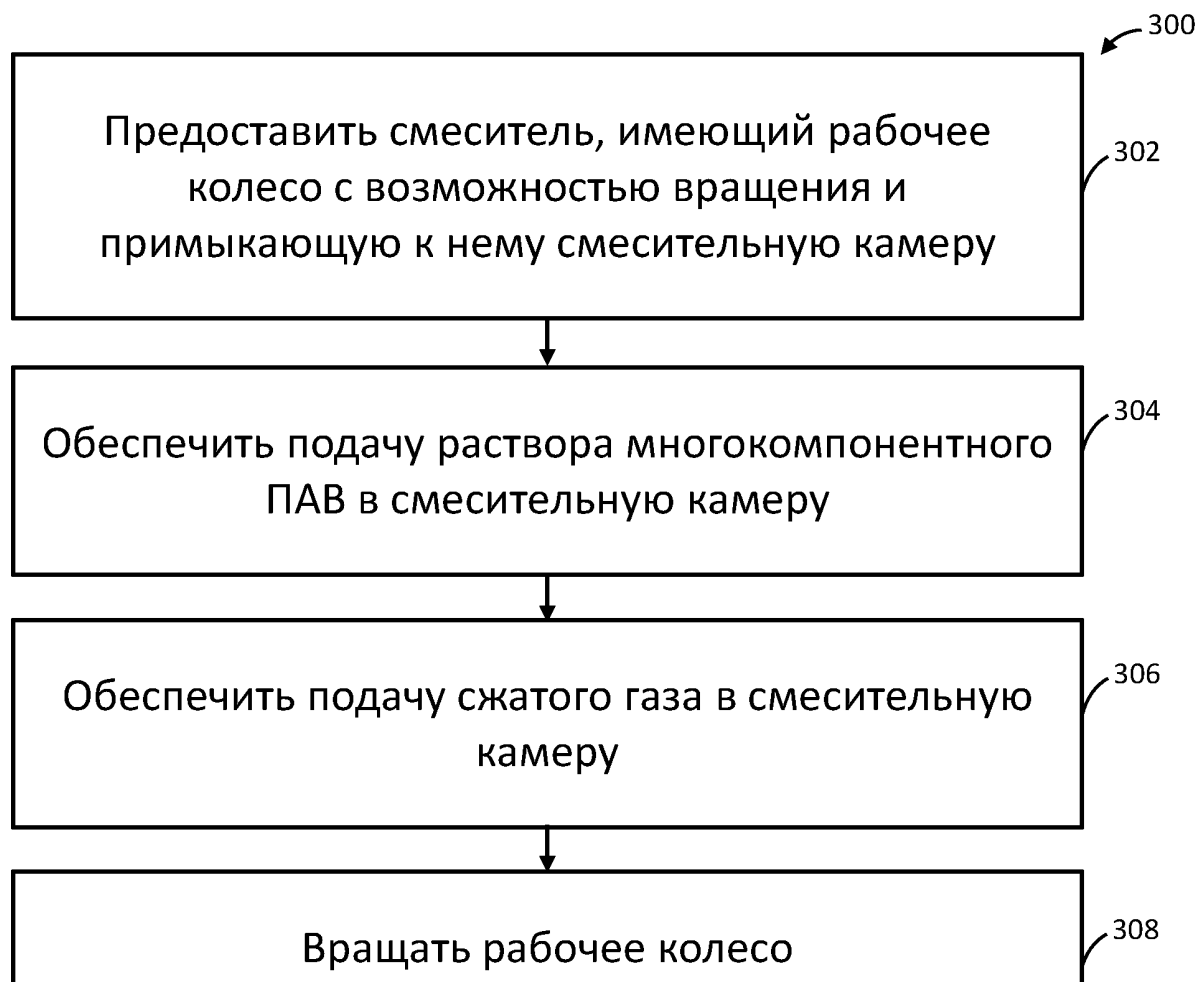 300
Предоставить смеситель, имеющий рабочее
колесо с возможностью вращения и
примыкающую к нему смесительную камеру
302
Обеспечить подачу раствора многокомпонентного
ПАВ в смесительную камеру
304
Обеспечить подачу сжатого газа в смесительную
камеру
306
Вращать рабочее колесо
308